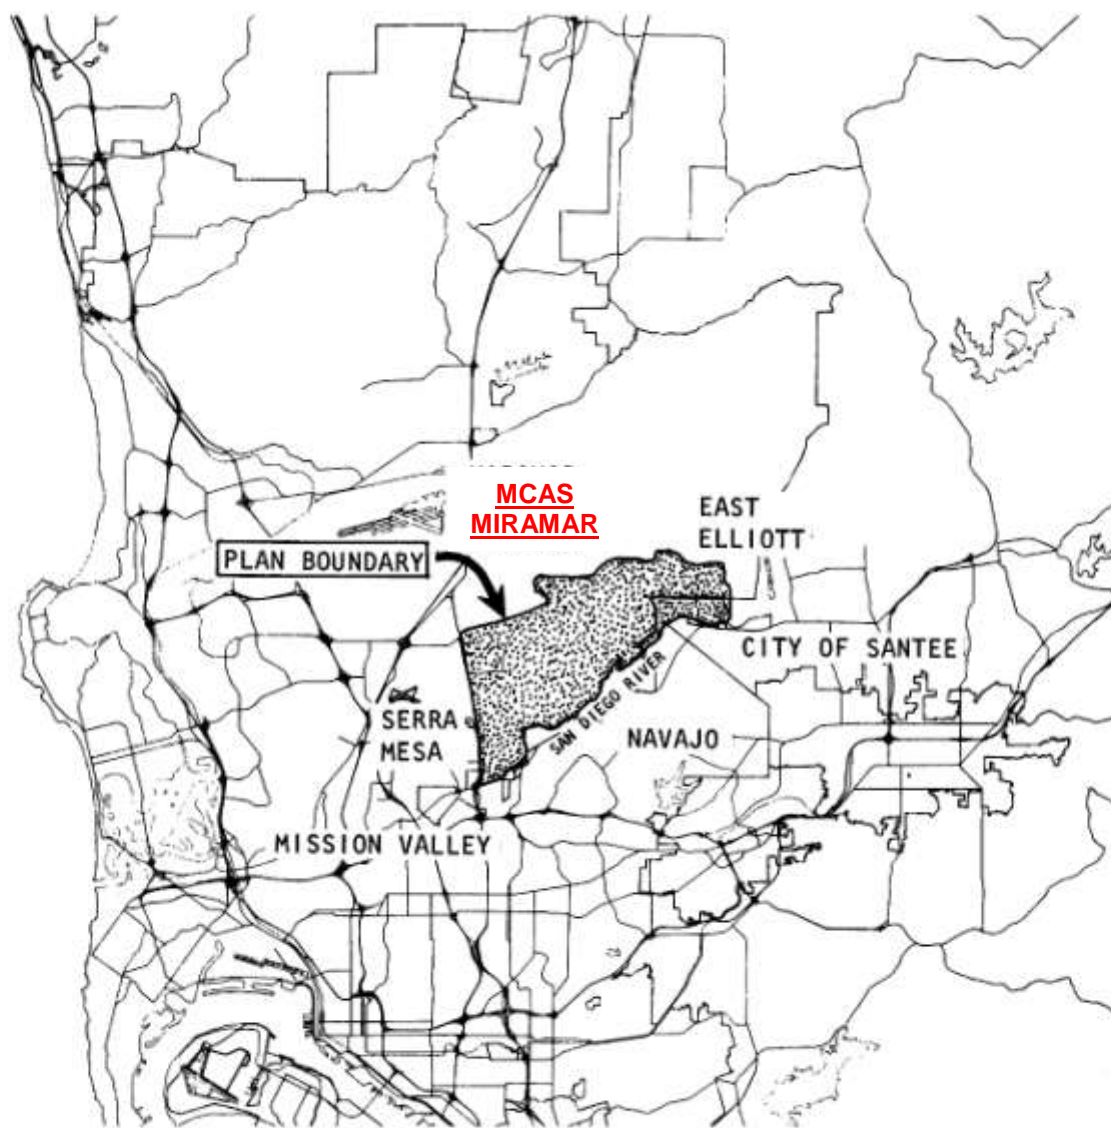 MCAS
MIRAMAR
EAST
ELLIOTT
PLAN BOUNDARY
CITY OF SANTEE
SAN DIEGO RIVER
SERRA
MESA
NAVAJO
MISSION VALLEY